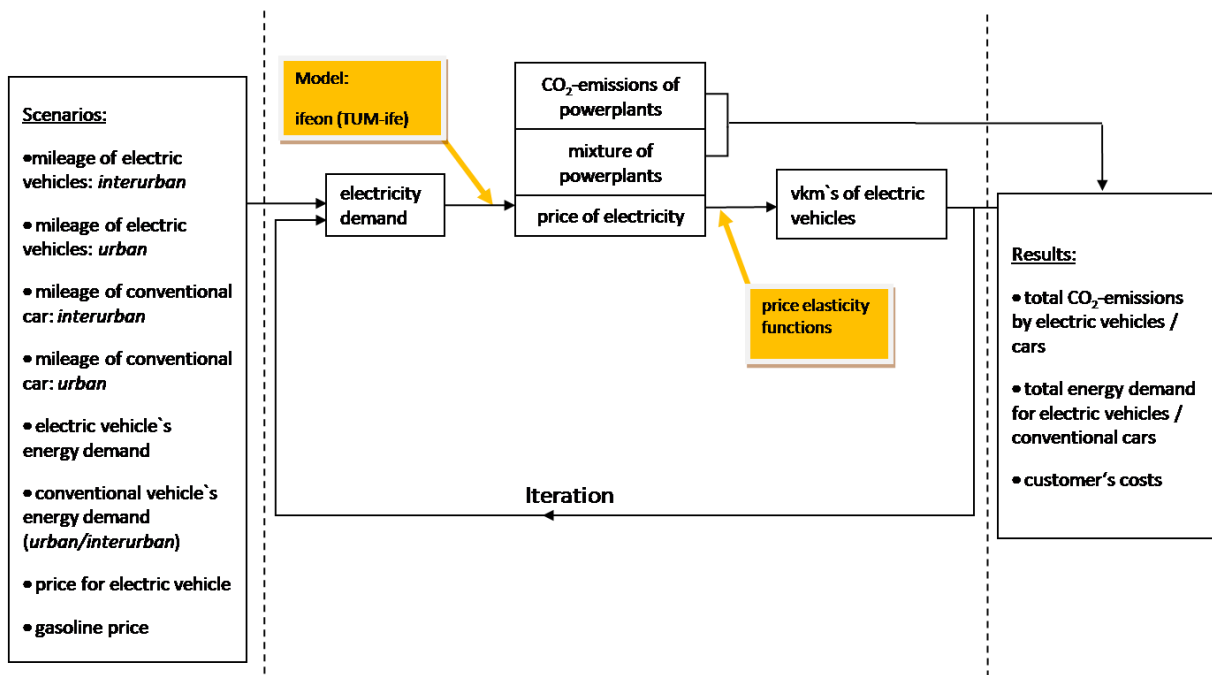 Scenarios:
•mileage of electric
vehicles: interurban
•mileage of electric
vehicles: urban
•mileage of conventional
car: interurban
•mileage of conventional
car: urban
•electric vehicle`s
energy demand
•conventional vehicle`s
energy demand
(urban/interurban)
•price for electric vehicle
•gasoline price
Model:
ifeon (TUM-ife)
electricity
demand
CO₂-emissions of
powerplants
mixture of
powerplants
price of electricity
vkm`s of electric
vehicles
price elasticity
functions
Iteration
Results:
• total CO₂-emissions
by electric vehicles /
cars
• total energy demand
for electric vehicles /
conventional cars
• customer‘s costs